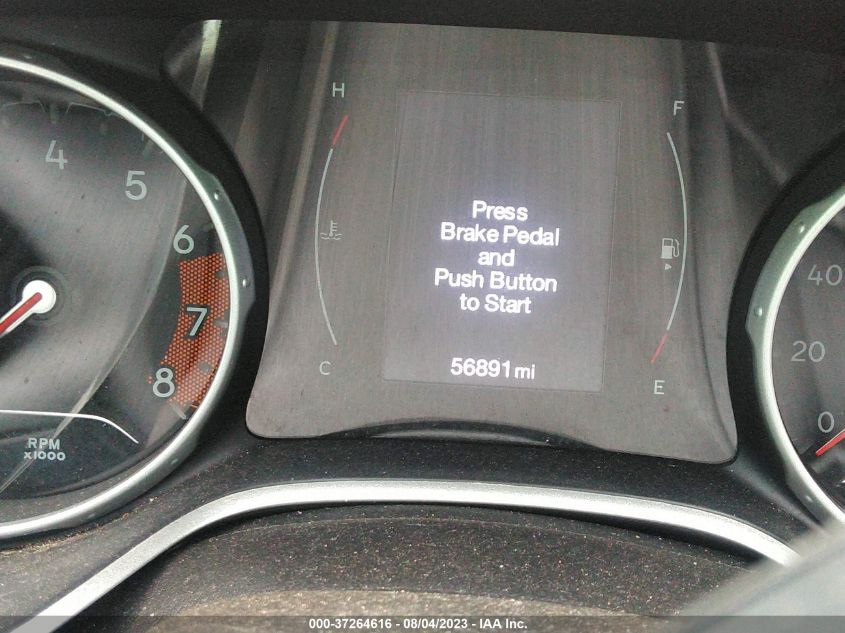 H
F
4
5
6
7
8
RPM
x1000
Press
Brake Pedal
and
Push Button
to Start
56891 mi
C
E
40
20
0
000-37264616 - 08/04/2023 - IAA Inc.